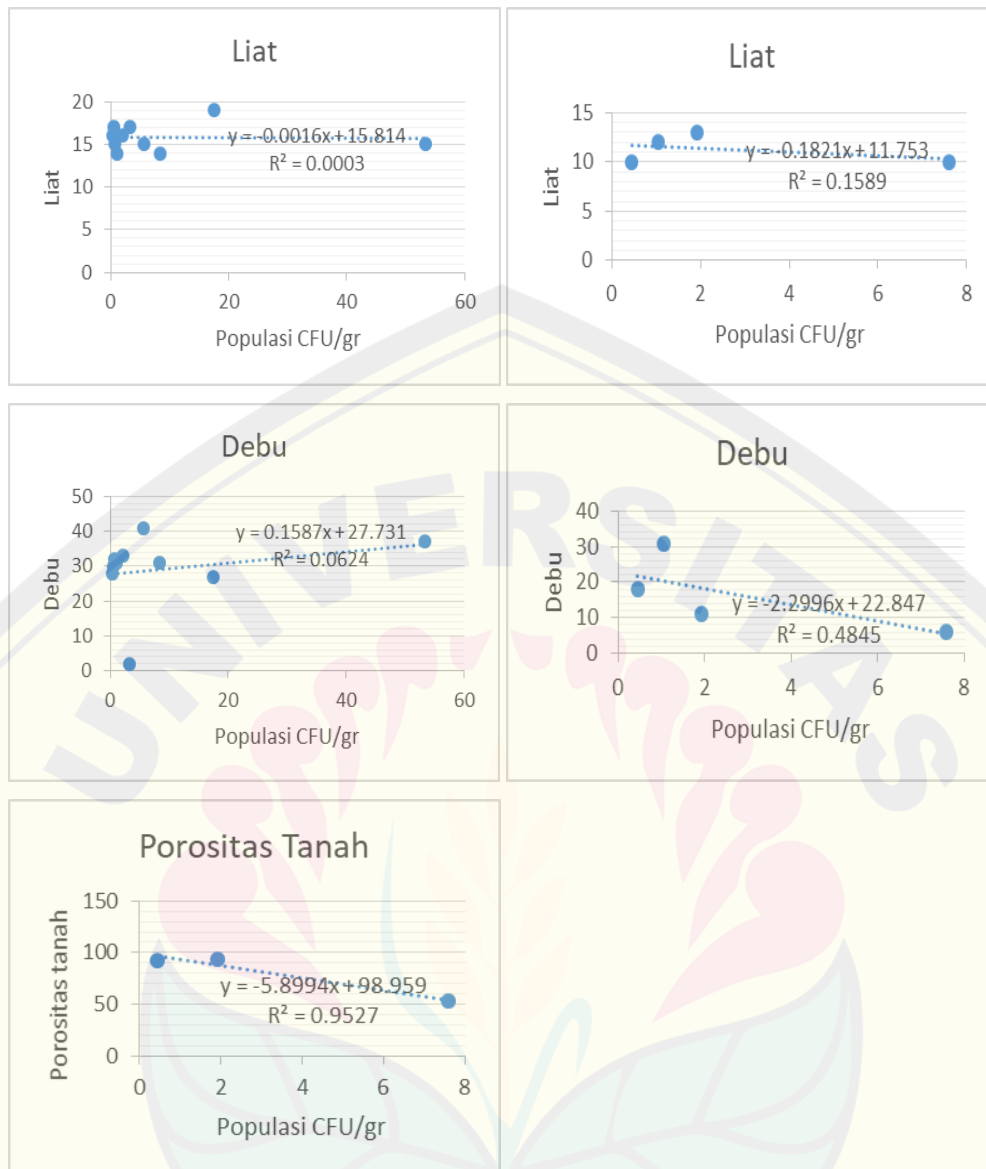 Liat
20
15
10
5
0
Liat
y = -0.0016x + 15.814
R² = 0.0003
0 20 40 60
Populasi CFU/gr
Liat
15
10
5
0
Liat
y = -0.1821x + 11.753
R² = 0.1589
0 2 4 6 8
Populasi CFU/gr
Debu
50
40
30
20
10
0
Debu
y = 0.1587x + 27.731
R² = 0.0624
0 20 40 60
Populasi CFU/gr
Debu
40
30
20
10
0
Debu
y = -2.2996x + 22.847
R² = 0.4845
0 2 4 6 8
Populasi CFU/gr
Porositas Tanah
150
100
50
0
Porositas tanah
y = -5.8994x + 98.959
R² = 0.9527
0 2 4 6 8
Populasi CFU/gr
UNIVERSITAS